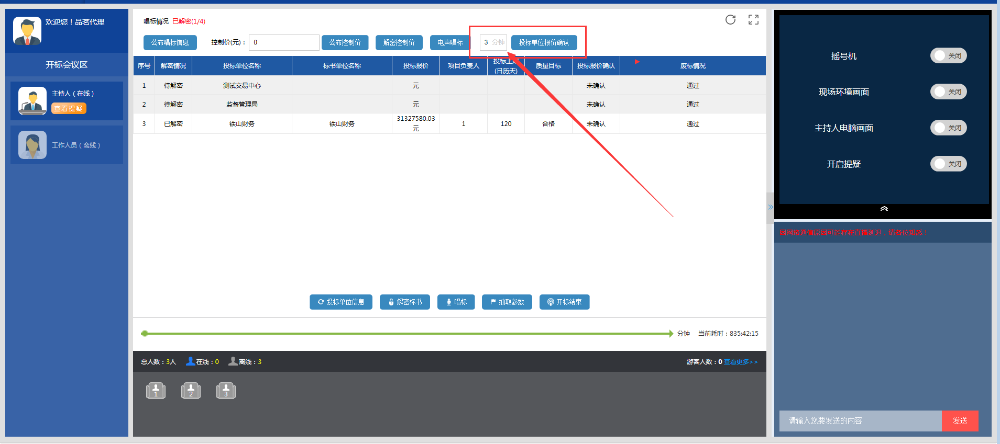 欢迎您！品茗代理
开标会议区
主持人（在线）
查看提疑
工作人员（离线）
唱标情况 已解密(1/4)
公布唱标信息 控制价(元)： 0 公布控制价 解密控制价 电声唱标 3 分钟 投标单位报价确认
序号 解密情况 投标单位名称 标书单位名称 投标报价 项目负责人 投标工期(日历天) 质量目标 投标报价确认 废标情况
1 待解密 测试交易中心 元 未确认 通过
2 待解密 监督管理局 元 未确认 通过
3 已解密 铁山财务 铁山财务 31327580.03元 1 120 合格 未确认 通过
投标单位信息 解密标书 唱标 抽取参数 开标结束
分钟 当前耗时：835:42:15
总人数：3人 在线：0 离线：3 游客人数：0 查看更多>>
1 2 3
摇号机 关闭
现场环境画面 关闭
主持人电脑画面 关闭
开启提疑 关闭
因网络通信原因可能存在直播延迟，请各位知悉！
请输入您要发送的内容 发送